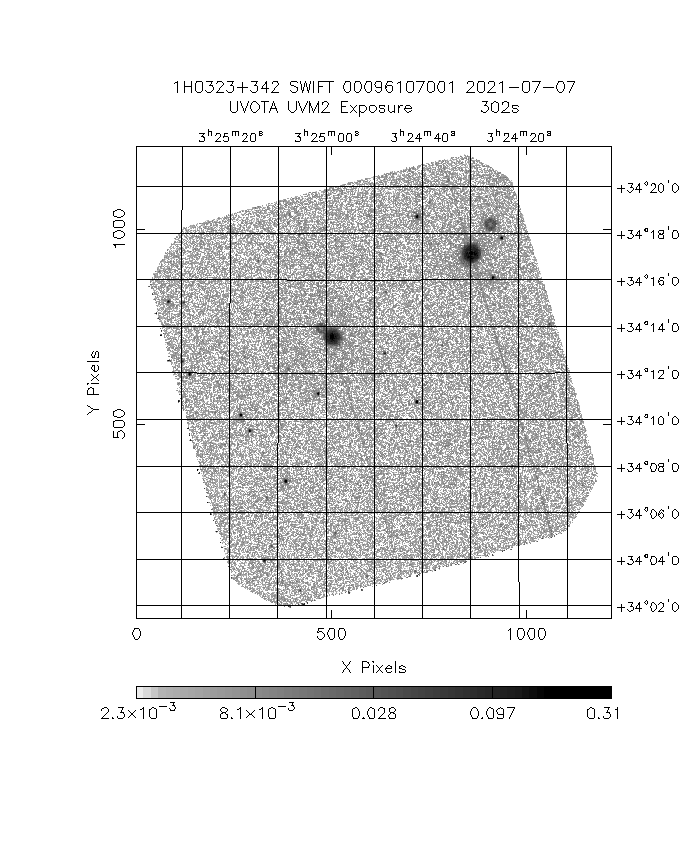 1H0323+342 SWIFT 00096107001 2021-07-07
UVOTA UVM2 Exposure 302s
3ʰ25ᵐ20ˢ 3ʰ25ᵐ00ˢ 3ʰ24ᵐ40ˢ 3ʰ24ᵐ20ˢ
+34°20'0
1000
+34°18'0
+34°16'0
+34°14'0
Y Pixels
+34°12'0
500
+34°10'0
+34°08'0
+34°06'0
+34°04'0
+34°02'0
0 500 1000
X Pixels
2.3×10⁻³ 8.1×10⁻³ 0.028 0.097 0.31